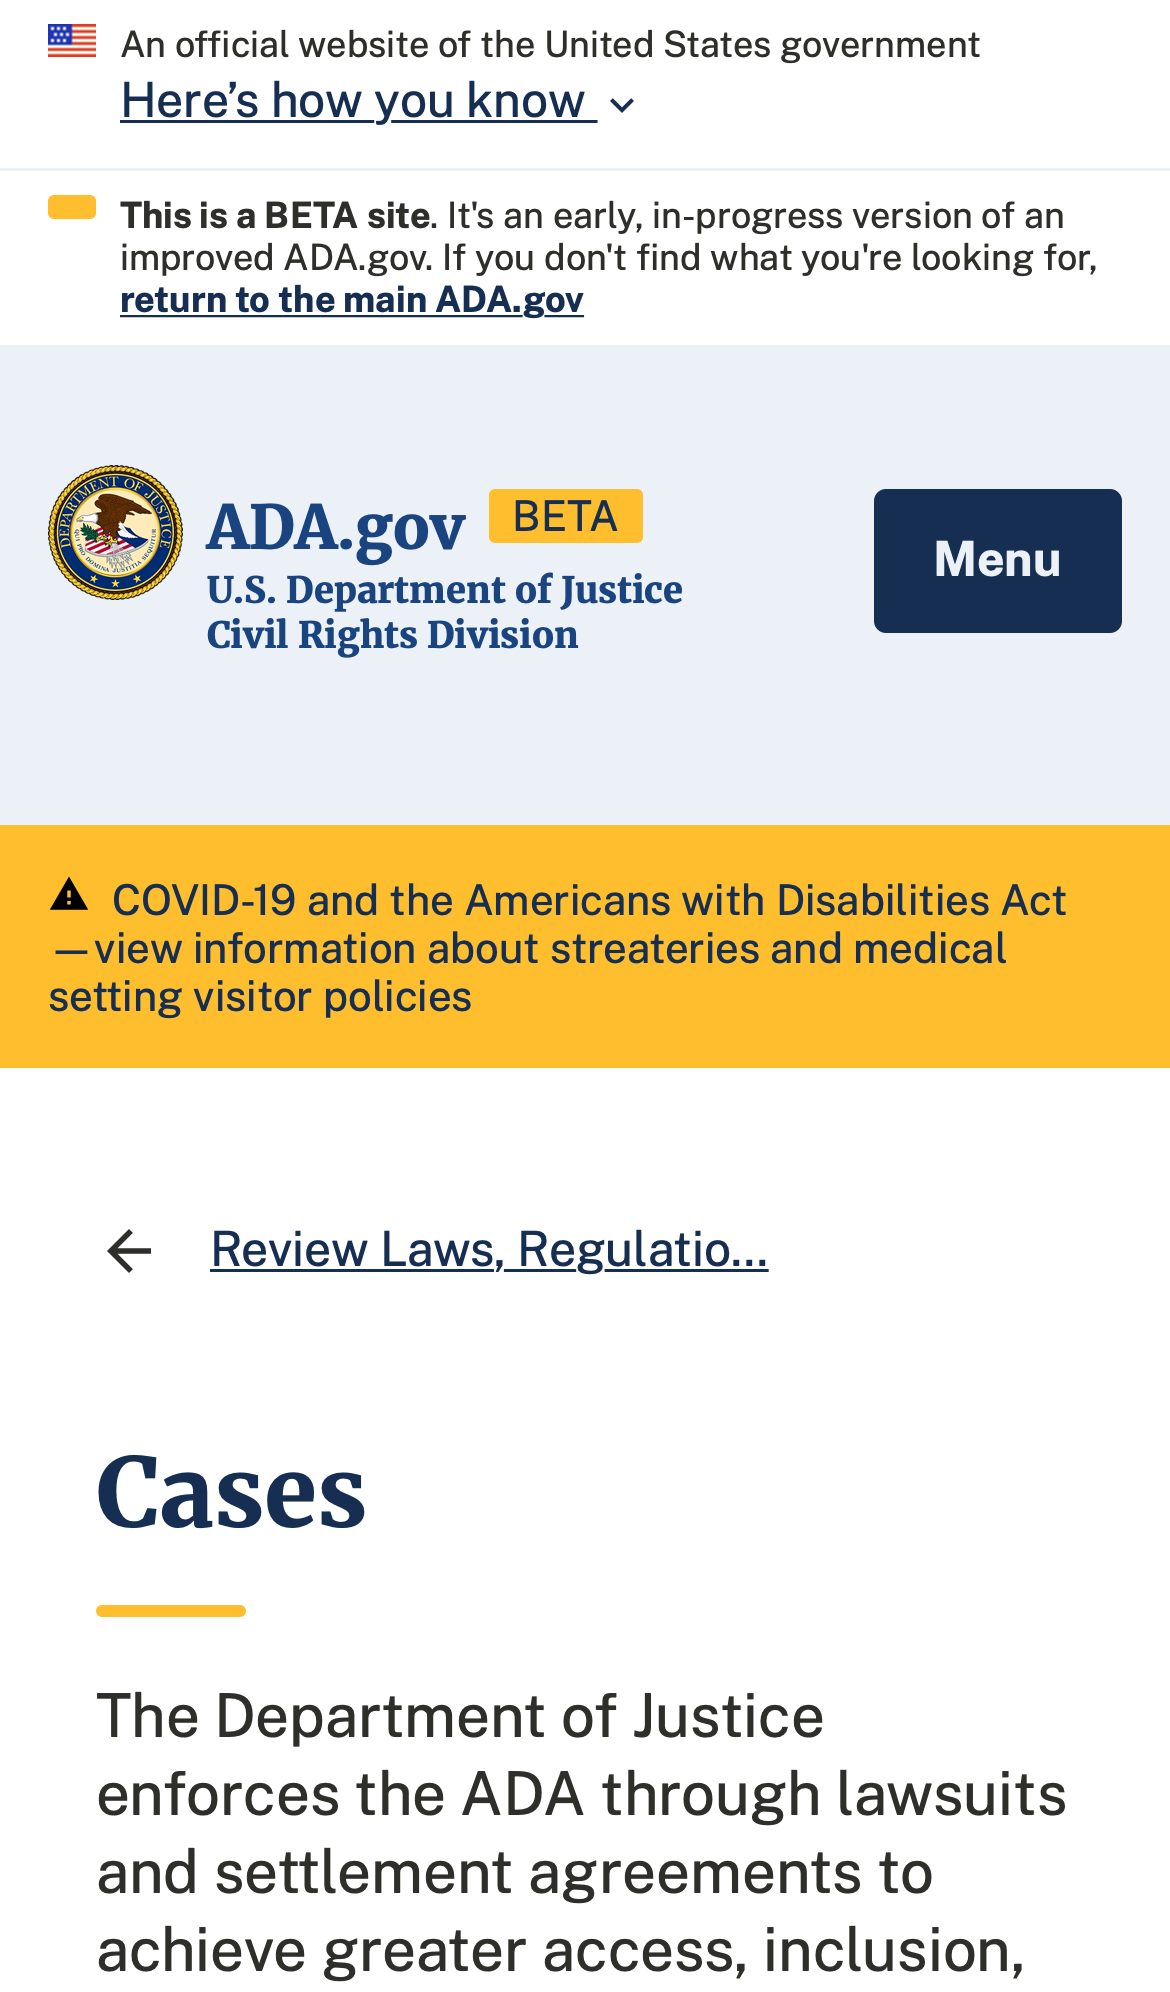 An official website of the United States government
Here’s how you know
This is a BETA site. It's an early, in-progress version of an
improved ADA.gov. If you don't find what you're looking for,
return to the main ADA.gov
DEPARTMENT OF JUSTICE
QUI PRO DOMINA JUSTITIA SEQUITUR
ADA.gov BETA
U.S. Department of Justice
Civil Rights Division
Menu
COVID-19 and the Americans with Disabilities Act
—view information about streateries and medical
setting visitor policies
Review Laws, Regulatio...
Cases
The Department of Justice
enforces the ADA through lawsuits
and settlement agreements to
achieve greater access, inclusion,